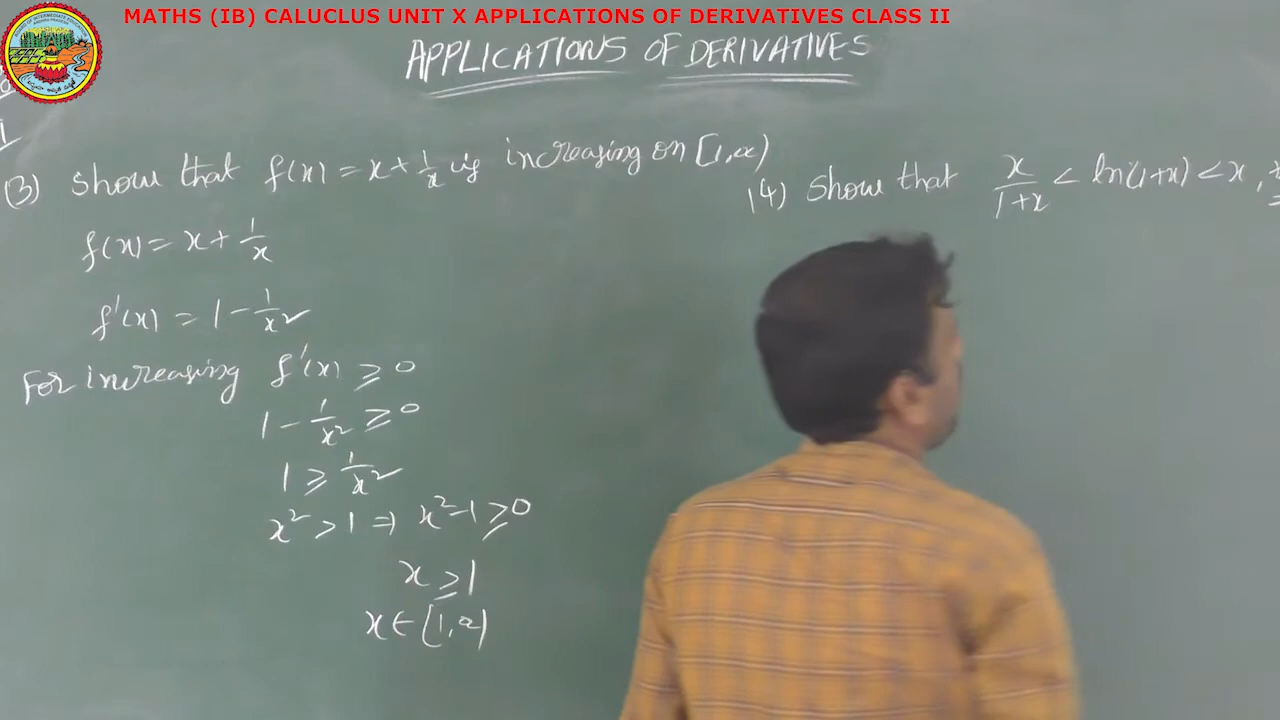 MATHS (IB) CALUCLUS UNIT X APPLICATIONS OF DERIVATIVES CLASS II
APPLICATIONS OF DERIVATIVES
(3) Show that f(x) = x + 1/x is increasing on [1,∝)
f(x) = x + 1/x
f'(x) = 1 - 1/x²
For increasing f'(x) ≥ 0
1 - 1/x² ≥ 0
1 ≥ 1/x²
x² > 1 ⇒ x²-1 ≥ 0
x ≥ 1
x ∈ [1,∝)
(4) Show that x/(1+x) < ln(1+x) < x ,